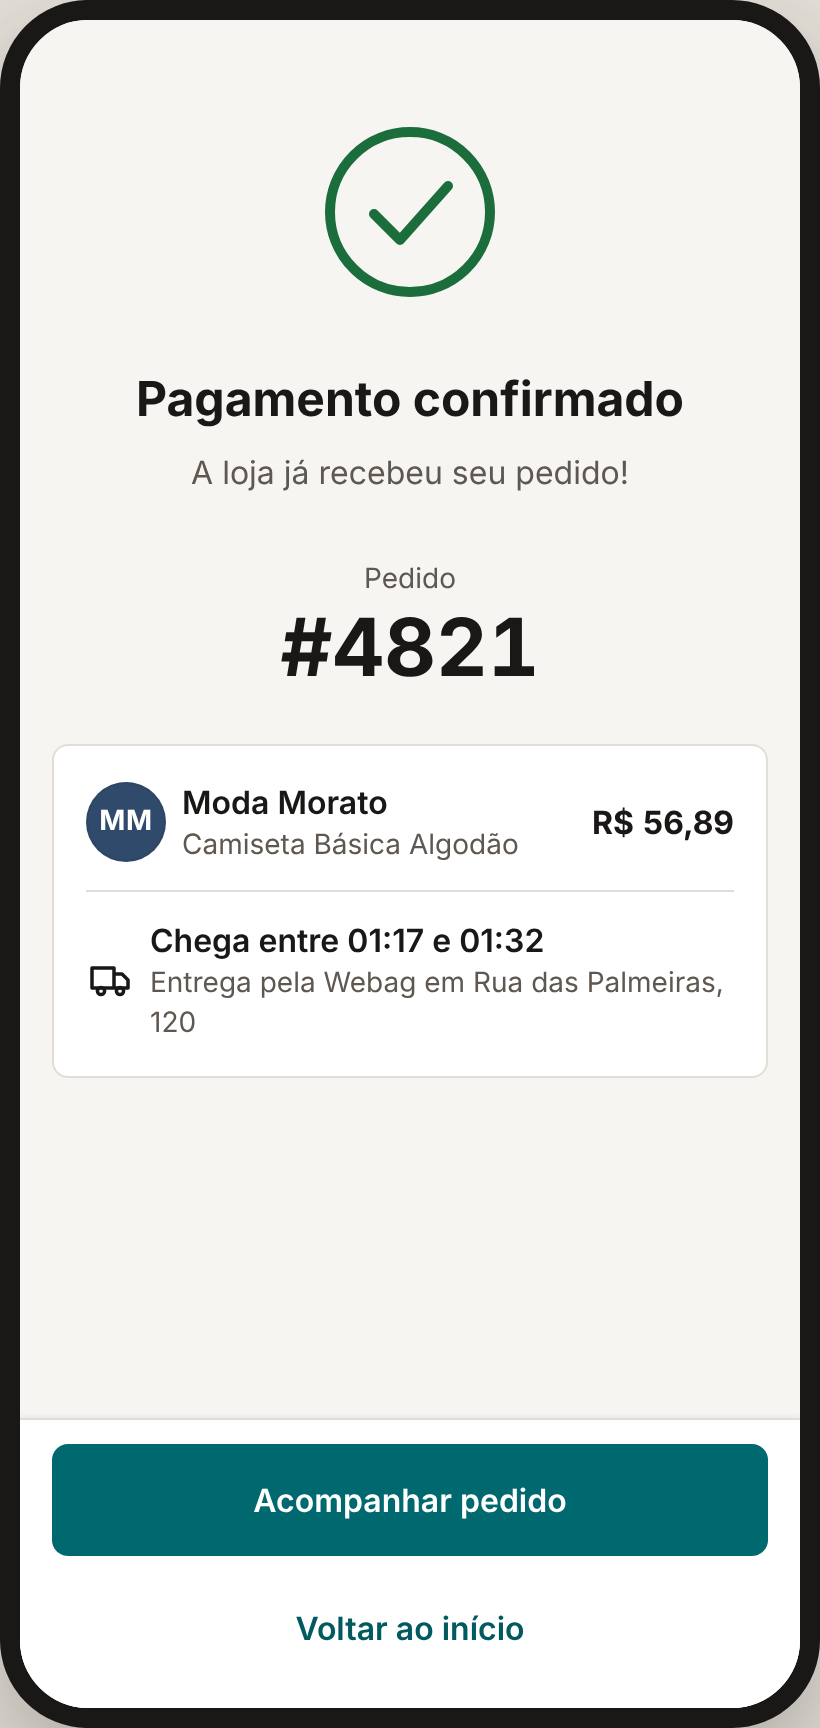 Pagamento confirmado
A loja já recebeu seu pedido!
Pedido
#4821
MM
Moda Morato
Camiseta Básica Algodão
R$ 56,89
Chega entre 01:17 e 01:32
Entrega pela Webag em Rua das Palmeiras,
120
Acompanhar pedido
Voltar ao início